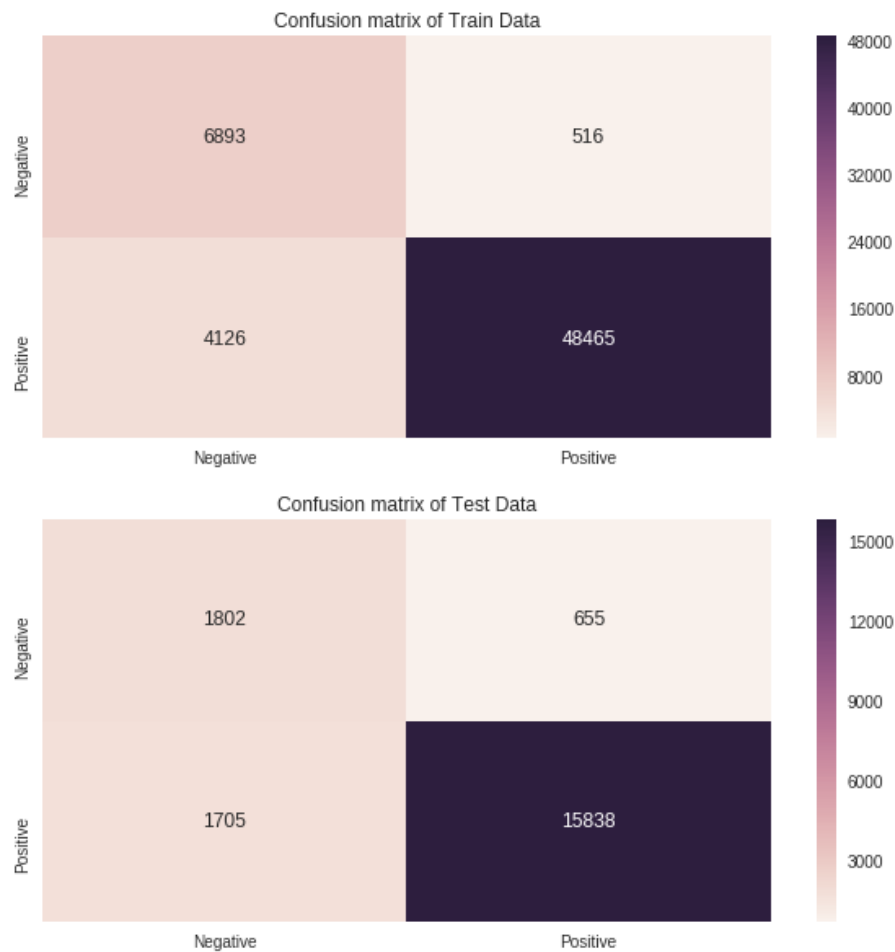 Confusion matrix of Train Data
Negative
6893
516
Positive
4126
48465
Negative
Positive
48000
40000
32000
24000
16000
8000
Confusion matrix of Test Data
Negative
1802
655
Positive
1705
15838
Negative
Positive
15000
12000
9000
6000
3000